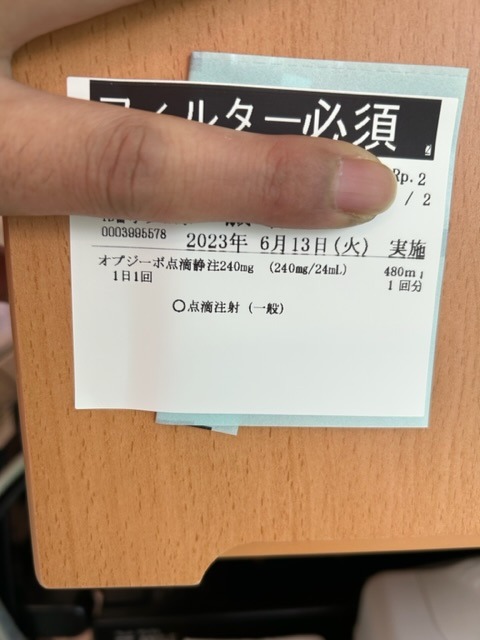 フィルター必須
Rp.2
/ 2
0003995578
2023年 6月13日(火) 実施
オプジーボ点滴静注240mg (240mg/24mL) 480m
1日1回 1回分
○点滴注射 (一般)